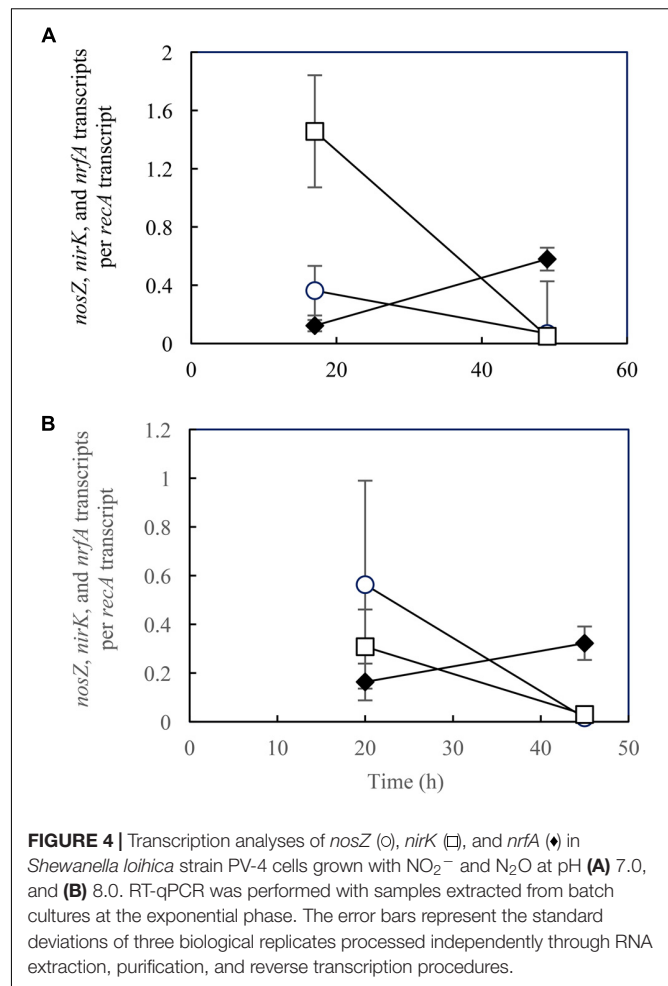 A
nosZ, nirK, and nrfA transcripts
per recA transcript
2
1.6
1.2
0.8
0.4
0
0
20
40
60
B
nosZ, nirK, and nrfA transcripts
per recA transcript
1.2
1
0.8
0.6
0.4
0.2
0
0
10
20
30
40
50
Time (h)
FIGURE 4 | Transcription analyses of nosZ (○), nirK (□), and nrfA (♦) in
Shewanella loihica strain PV-4 cells grown with NO₂⁻ and N₂O at pH (A) 7.0,
and (B) 8.0. RT-qPCR was performed with samples extracted from batch
cultures at the exponential phase. The error bars represent the standard
deviations of three biological replicates processed independently through RNA
extraction, purification, and reverse transcription procedures.